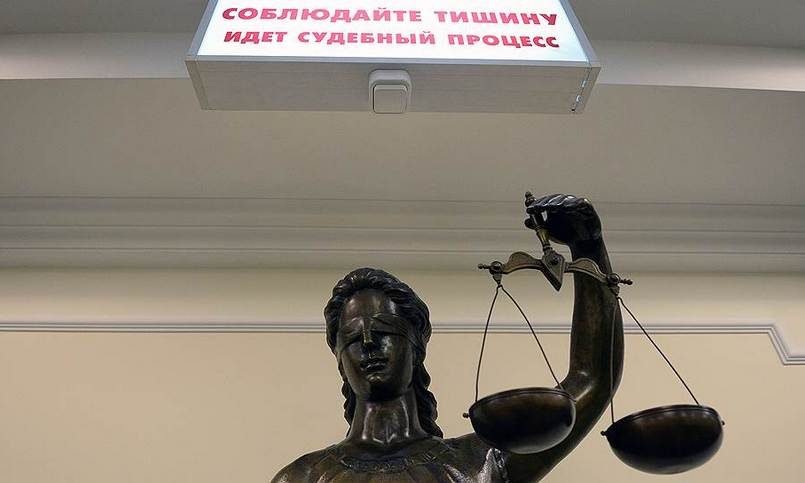 СОБЛЮДАЙТЕ ТИШИНУ
ИДЕТ СУДЕБНЫЙ ПРОЦЕСС